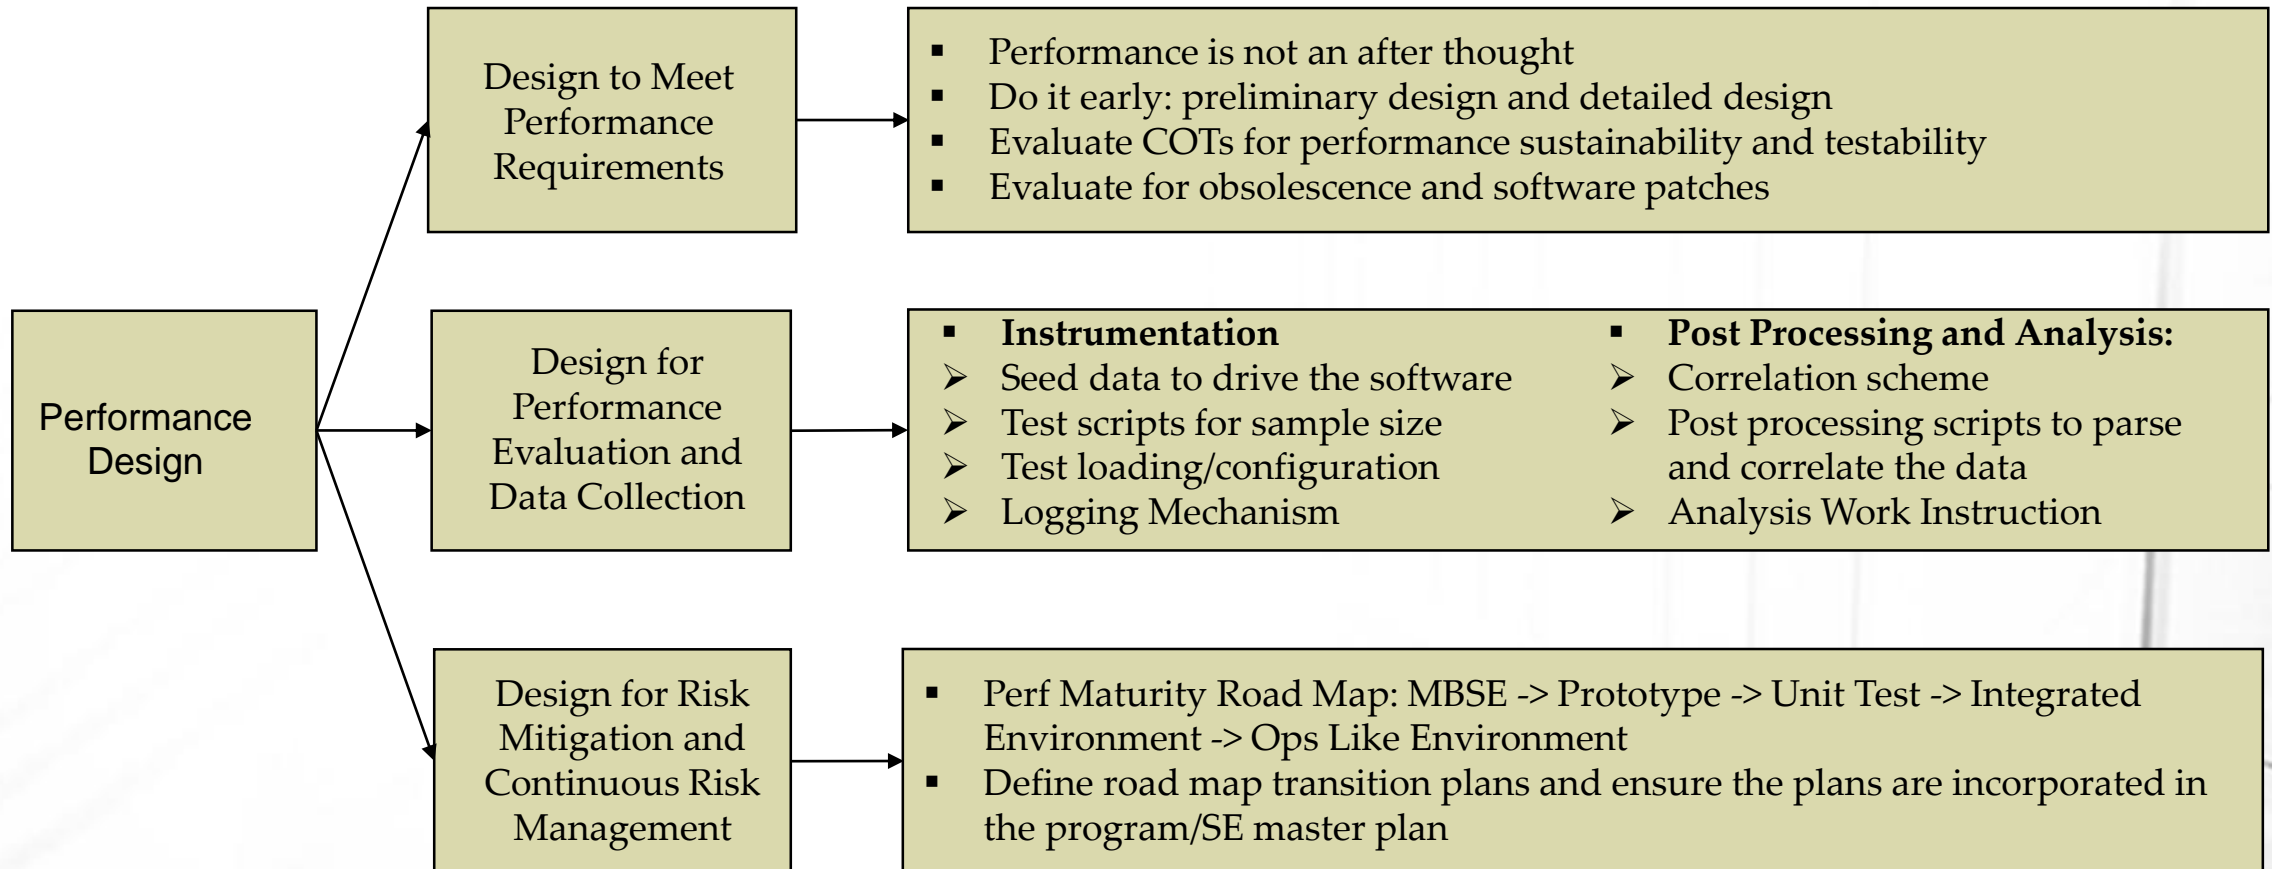 Performance
Design
Design to Meet
Performance
Requirements
▪ Performance is not an after thought
▪ Do it early: preliminary design and detailed design
▪ Evaluate COTs for performance sustainability and testability
▪ Evaluate for obsolescence and software patches
Design for
Performance
Evaluation and
Data Collection
▪ Instrumentation
➢ Seed data to drive the software
➢ Test scripts for sample size
➢ Test loading/configuration
➢ Logging Mechanism
▪ Post Processing and Analysis:
➢ Correlation scheme
➢ Post processing scripts to parse
and correlate the data
➢ Analysis Work Instruction
Design for Risk
Mitigation and
Continuous Risk
Management
▪ Perf Maturity Road Map: MBSE -> Prototype -> Unit Test -> Integrated
Environment -> Ops Like Environment
▪ Define road map transition plans and ensure the plans are incorporated in
the program/SE master plan